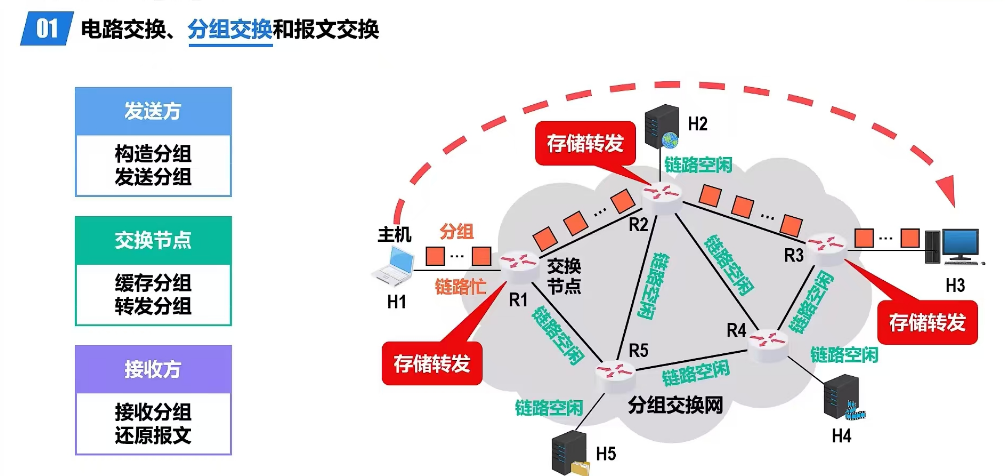 01 电路交换、分组交换和报文交换
发送方
构造分组
发送分组
交换节点
缓存分组
转发分组
接收方
接收分组
还原报文
H2
存储转发
链路空闲
主机
分组
…
链路忙
H1
R1
交换
节点
存储转发
…
R2
…
R3
…
H3
存储转发
链路空闲
链路空闲
链路空闲
链路空闲
R4
R5
链路空闲
链路空闲
H4
分组交换网
链路空闲
H5